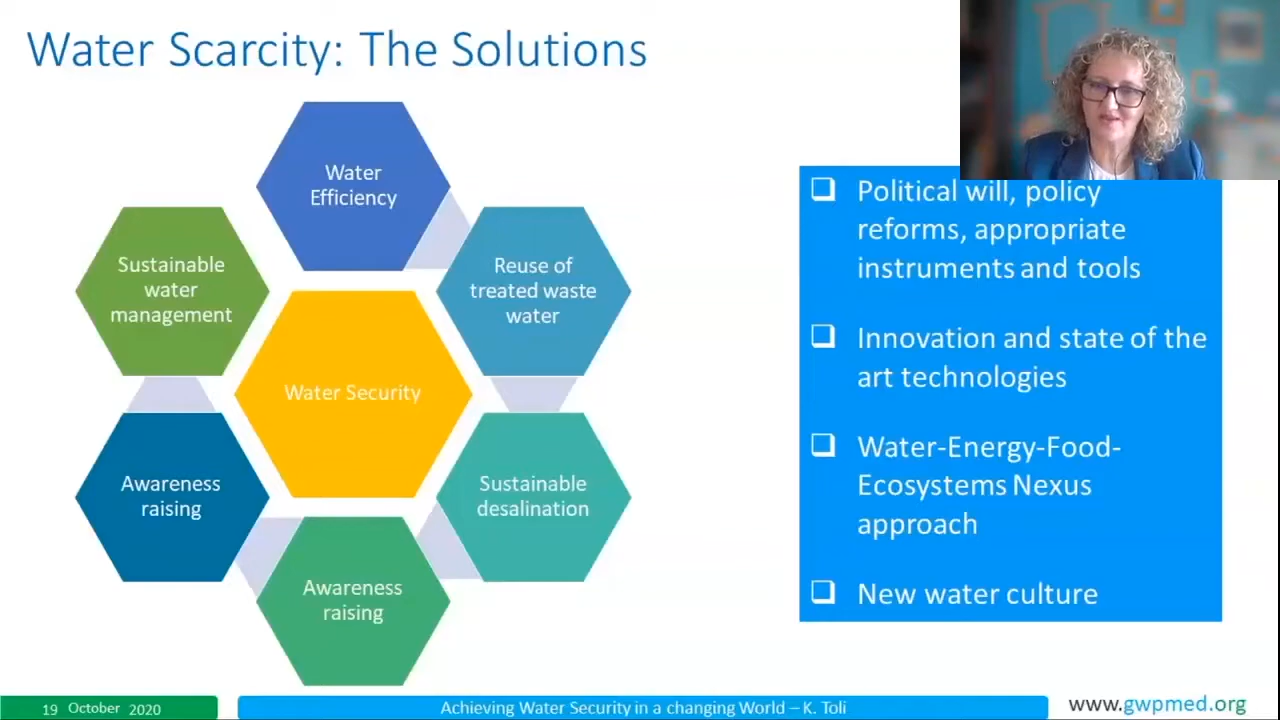 Water Scarcity: The Solutions
Water
Efficiency
Reuse of
treated waste
water
Sustainable
desalination
Awareness
raising
Awareness
raising
Sustainable
water
management
Water Security
❑ Political will, policy
reforms, appropriate
instruments and tools
❑ Innovation and state of the
art technologies
❑ Water-Energy-Food-
Ecosystems Nexus
approach
❑ New water culture
19 October 2020
Achieving Water Security in a changing World – K. Toli
www.gwpmed.org